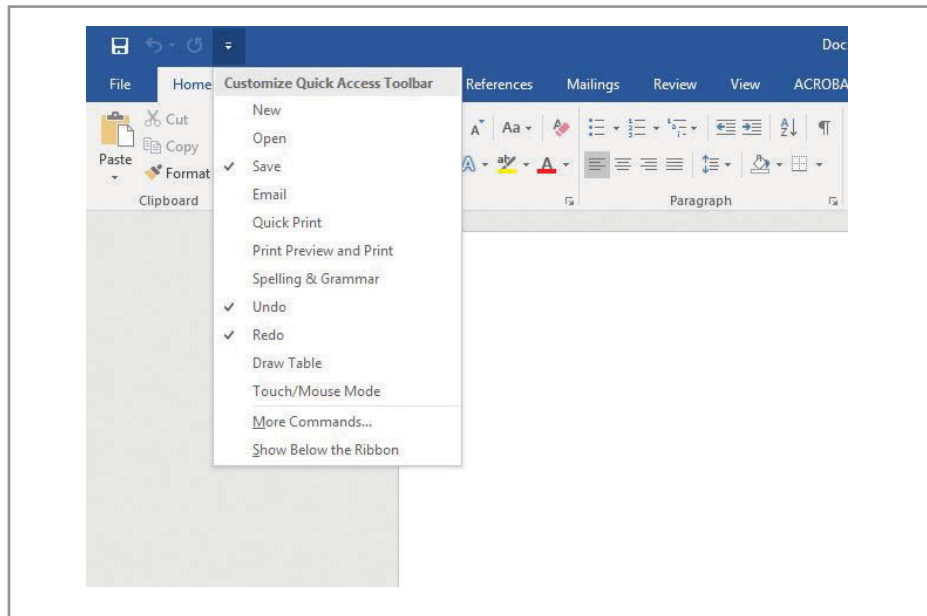 Doc
File Home References Mailings Review View ACROBA
Customize Quick Access Toolbar
New
Open
Save
Email
Quick Print
Print Preview and Print
Spelling & Grammar
Undo
Redo
Draw Table
Touch/Mouse Mode
More Commands...
Show Below the Ribbon
Cut
Copy
Paste
Format
Clipboard
Aa
Paragraph